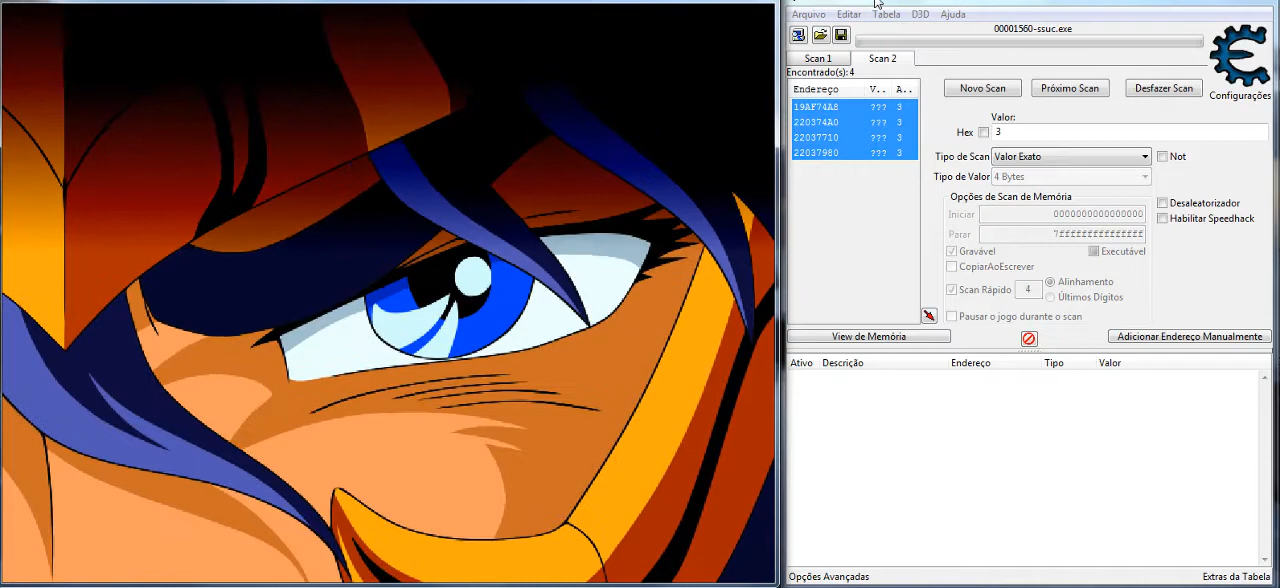 Arquivo Editar Tabela D3D Ajuda
00001560-ssuc.exe
Scan 1 Scan 2
Encontrado(s):4
Endereço V.. A..
19AF74A8 ??? 3
220374A0 ??? 3
22037710 ??? 3
22037980 ??? 3
Novo Scan Próximo Scan Desfazer Scan
Configurações
Valor:
Hex 3
Tipo de Scan Valor Exato Not
Tipo de Valor 4 Bytes
Opções de Scan de Memória
Iniciar 0000000000000000
Parar 7fffffffffffffff
Desaleatorizador
Habilitar Speedhack
Gravável Executável
CopiarAoEscrever
Scan Rápido 4 Alinhamento
Últimos Dígitos
Pausar o jogo durante o scan
View de Memória Adicionar Endereço Manualmente
Ativo Descrição Endereço Tipo Valor
Opções Avançadas Extras da Tabela